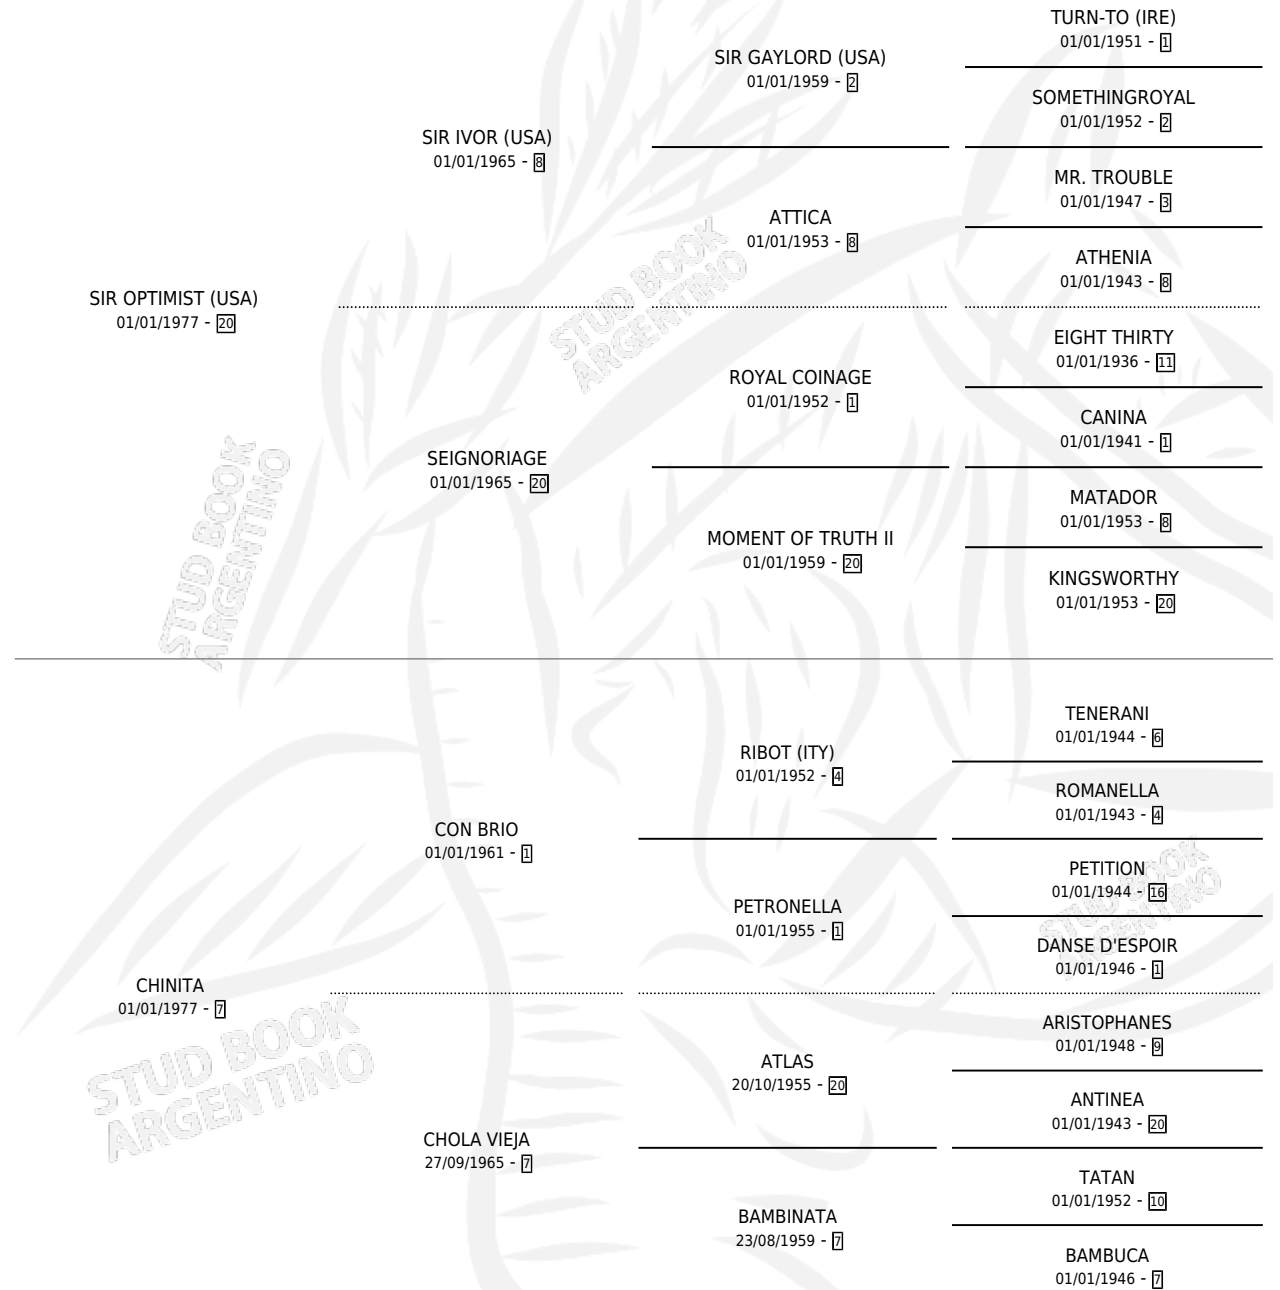 TURN-TO (IRE)
01/01/1951 - 1
SIR GAYLORD (USA)
01/01/1959 - 2
SOMETHINGROYAL
01/01/1952 - 2
SIR IVOR (USA)
01/01/1965 - 8
MR. TROUBLE
01/01/1947 - 3
ATTICA
01/01/1953 - 8
ATHENIA
01/01/1943 - 8
SIR OPTIMIST (USA)
01/01/1977 - 20
EIGHT THIRTY
01/01/1936 - 11
ROYAL COINAGE
01/01/1952 - 1
CANINA
01/01/1941 - 1
SEIGNORIAGE
01/01/1965 - 20
MATADOR
01/01/1953 - 8
MOMENT OF TRUTH II
01/01/1959 - 20
KINGSWORTHY
01/01/1953 - 20
TENERANI
01/01/1944 - 6
RIBOT (ITY)
01/01/1952 - 4
ROMANELLA
01/01/1943 - 4
CON BRIO
01/01/1961 - 1
PETITION
01/01/1944 - 16
PETRONELLA
01/01/1955 - 1
DANSE D'ESPOIR
01/01/1946 - 1
CHINITA
01/01/1977 - 7
ARISTOPHANES
01/01/1948 - 9
ATLAS
20/10/1955 - 20
ANTINEA
01/01/1943 - 20
CHOLA VIEJA
27/09/1965 - 7
TATAN
01/01/1952 - 10
BAMBINATA
23/08/1959 - 7
BAMBUCA
01/01/1946 - 7
STUD BOOK
ARGENTINO
STUD BOOK
ARGENTINO
STUD BOOK
ARGENTINO
STUD BOOK
ARGENTINO